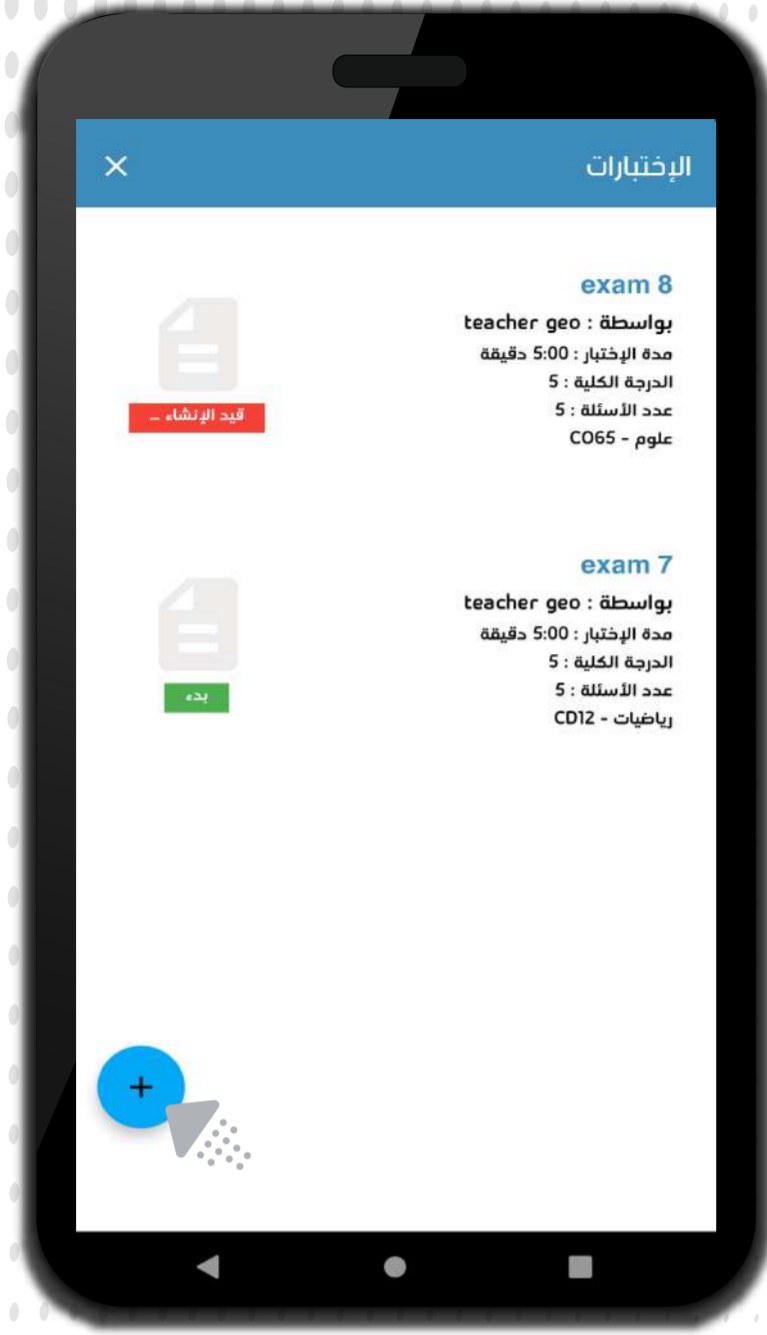 الإختبارات
exam 8
بواسطة : teacher geo
مدة الإختبار : 5:00 دقيقة
الدرجة الكلية : 5
عدد الأسئلة : 5
علوم - CO65
قيد الإنشاء ...
exam 7
بواسطة : teacher geo
مدة الإختبار : 5:00 دقيقة
الدرجة الكلية : 5
عدد الأسئلة : 5
رياضيات - CD12
بدء